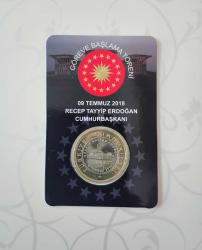 GÖREVE BAŞLAMA TÖRENİ
09 TEMMUZ 2018
RECEP TAYYİP ERDOĞAN
CUMHURBAŞKANI